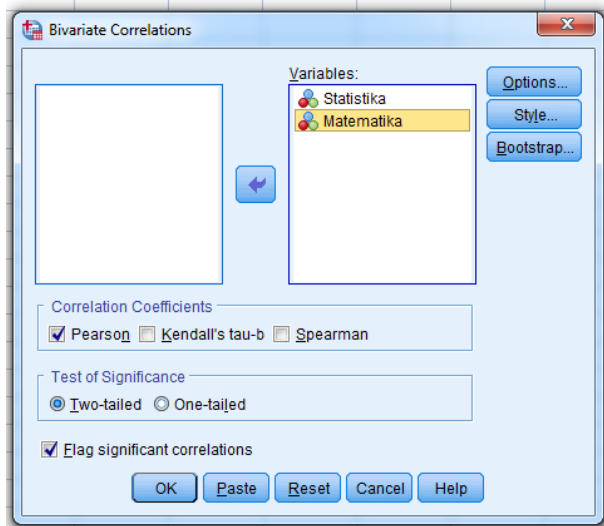 Bivariate Correlations
Variables:
Statistika
Matematika
Options...
Style...
Bootstrap...
Correlation Coefficients
Pearson Kendall's tau-b Spearman
Test of Significance
Two-tailed One-tailed
Flag significant correlations
OK Paste Reset Cancel Help